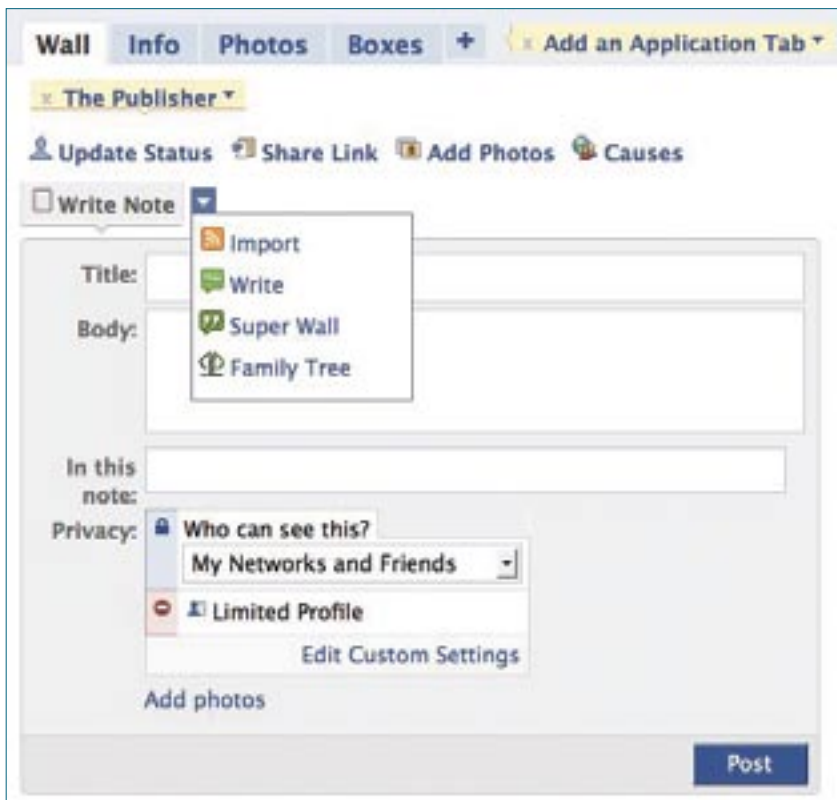 Wall Info Photos Boxes + x Add an Application Tab
x The Publisher
Update Status Share Link Add Photos Causes
Write Note
Import
Title:
Write
Body:
Super Wall
Family Tree
In this
note:
Privacy: Who can see this?
My Networks and Friends
Limited Profile
Edit Custom Settings
Add photos
Post